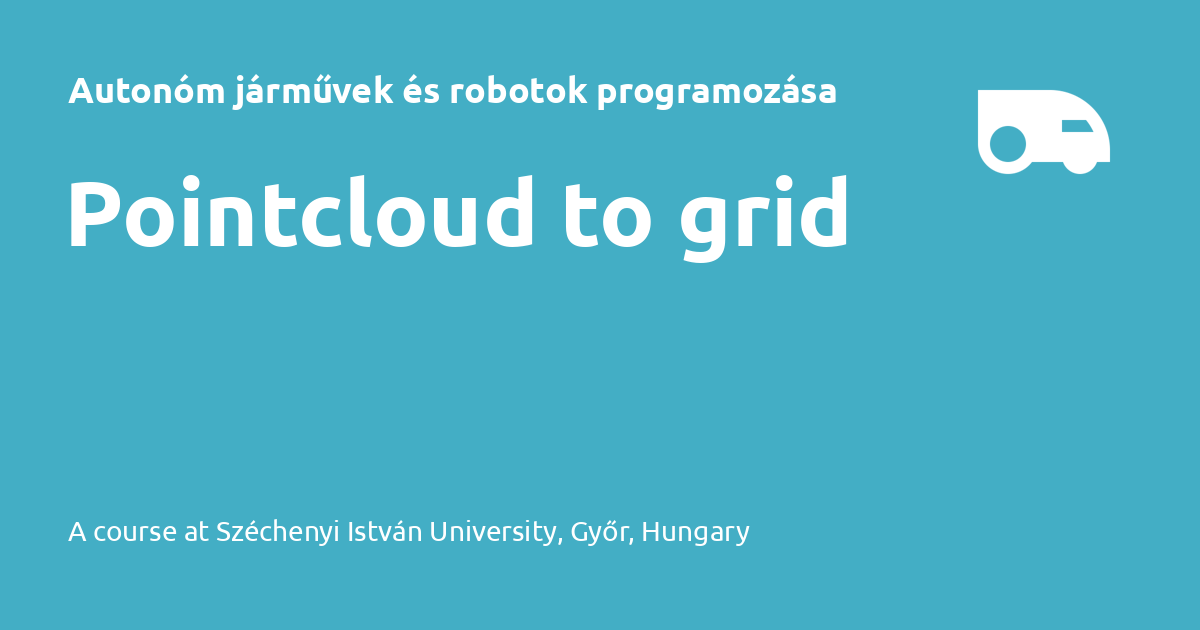 Autonóm járművek és robotok programozása
Pointcloud to grid
A course at Széchenyi István University, Győr, Hungary